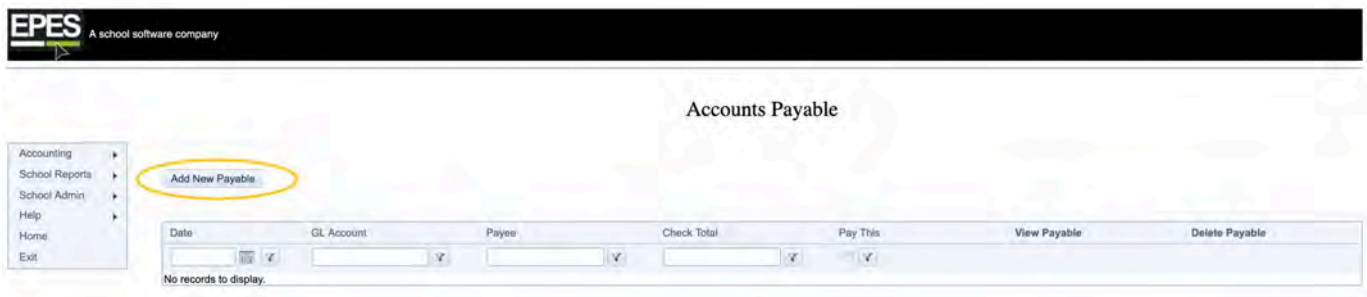 EPES A school software company
Accounts Payable
Accounting
School Reports
School Admin
Help
Home
Exit
Add New Payable
Date GL Account Payee Check Total Pay This View Payable Delete Payable
No records to display.